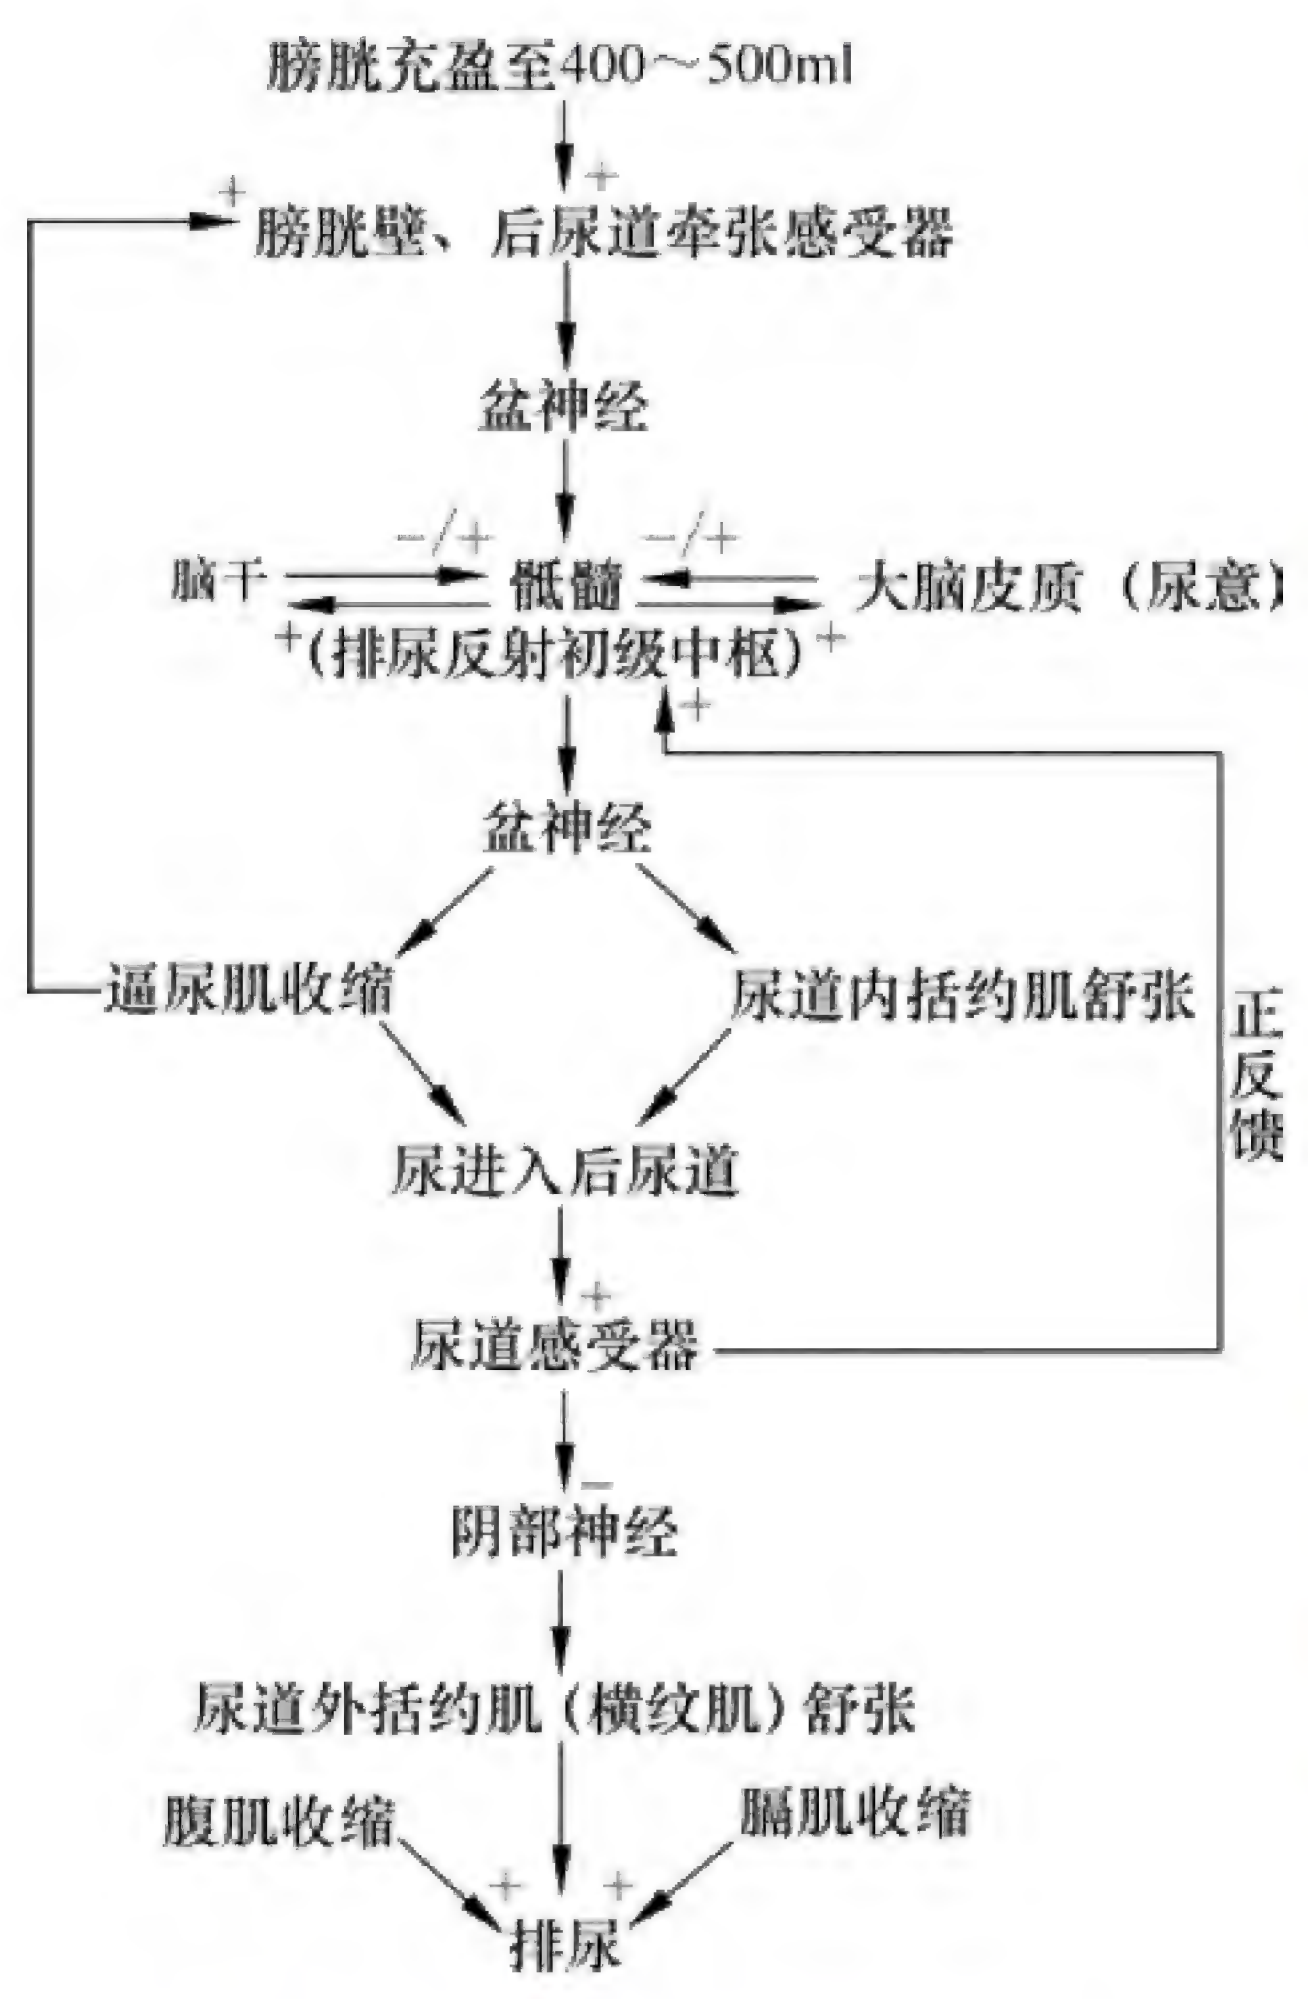 膀胱充盈至400～500ml
+
+
膀胱壁、后尿道牵张感受器
盆神经
-/+
-/+
脑干
骶髓
大脑皮质（尿意）
+
(排尿反射初级中枢)
+
+
盆神经
逼尿肌收缩
尿道内括约肌舒张
正反馈
尿进入后尿道
+
尿道感受器
-
阴部神经
尿道外括约肌(横纹肌)舒张
腹肌收缩
膈肌收缩
+
+
排尿